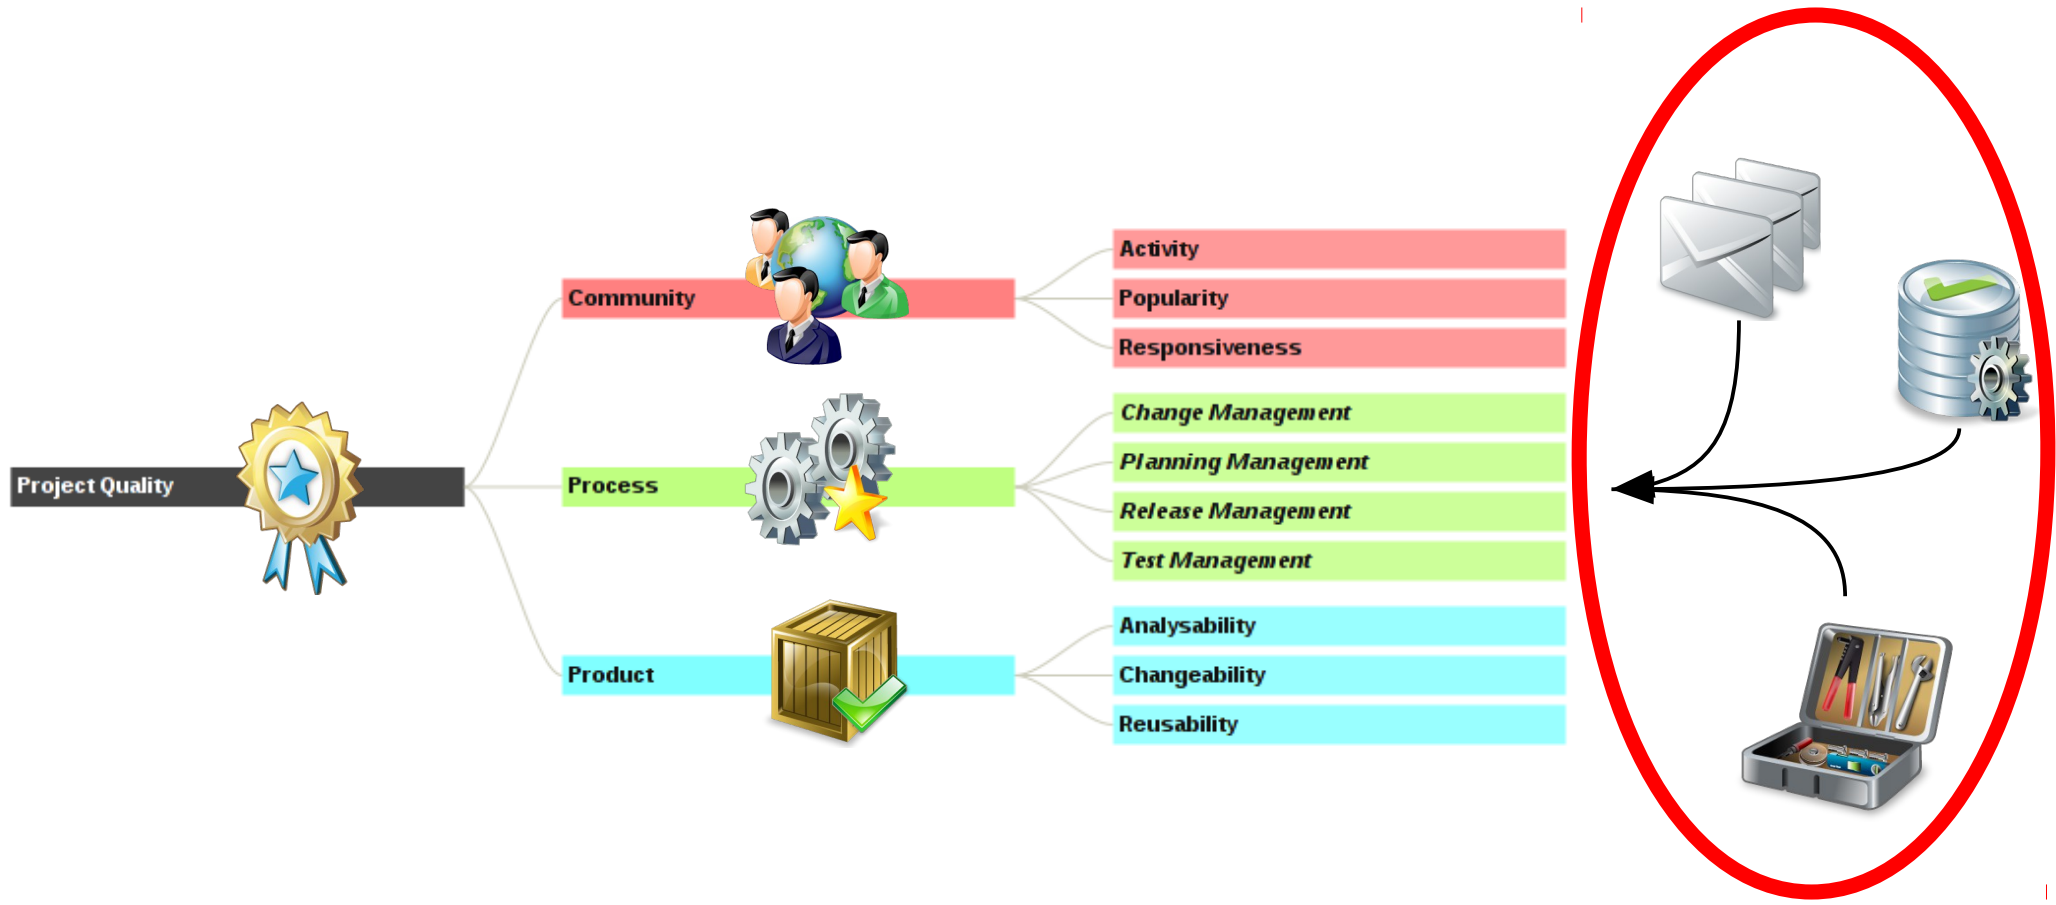 Project Quality
Community
Activity
Popularity
Responsiveness
Process
Change Management
Planning Management
Release Management
Test Management
Product
Analysability
Changeability
Reusability